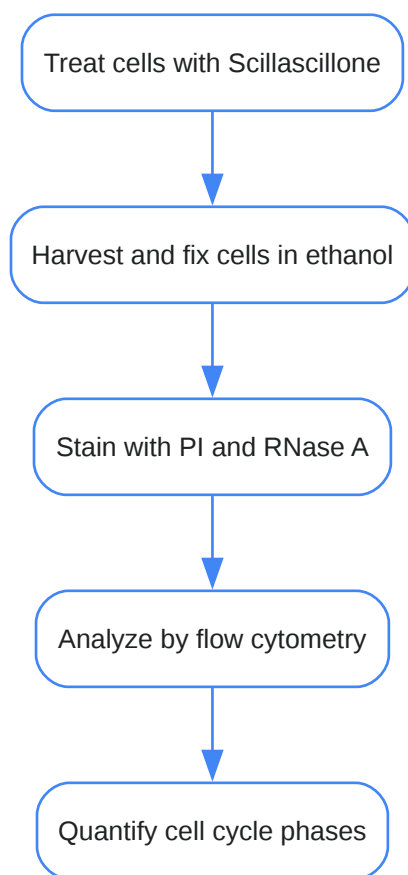 Treat cells with Scillascillone
Harvest and fix cells in ethanol
Stain with PI and RNase A
Analyze by flow cytometry
Quantify cell cycle phases